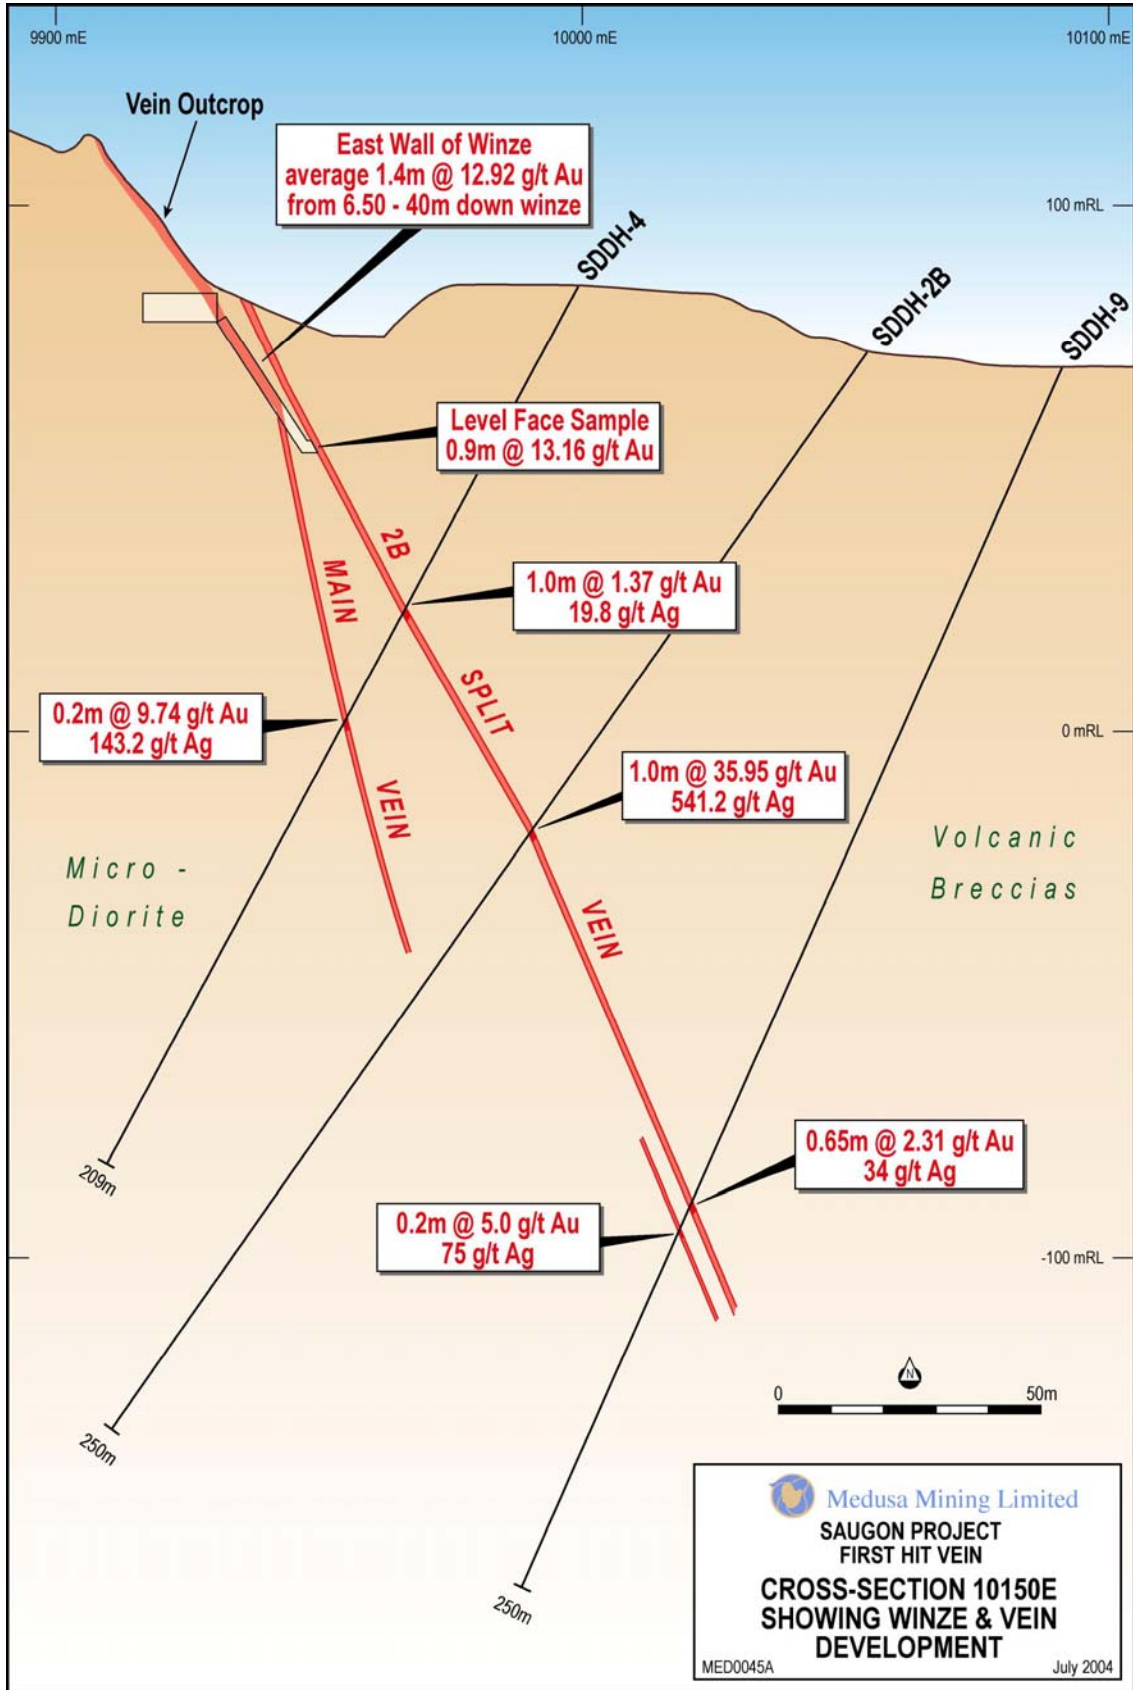 9900 mE
10000 mE
10100 mE
Vein Outcrop
East Wall of Winze
average 1.4m @ 12.92 g/t Au
from 6.50 - 40m down winze
100 mRL
SDDH-4
SDDH-2B
SDDH-9
Level Face Sample
0.9m @ 13.16 g/t Au
2B
MAIN
1.0m @ 1.37 g/t Au
19.8 g/t Ag
SPLIT
0.2m @ 9.74 g/t Au
143.2 g/t Ag
0 mRL
VEIN
1.0m @ 35.95 g/t Au
541.2 g/t Ag
Micro -
Diorite
Volcanic
Breccias
VEIN
209m
0.65m @ 2.31 g/t Au
34 g/t Ag
0.2m @ 5.0 g/t Au
75 g/t Ag
-100 mRL
N
0
50m
250m
250m
Medusa Mining Limited
SAUGON PROJECT
FIRST HIT VEIN
CROSS-SECTION 10150E
SHOWING WINZE & VEIN
DEVELOPMENT
MED0045A
July 2004